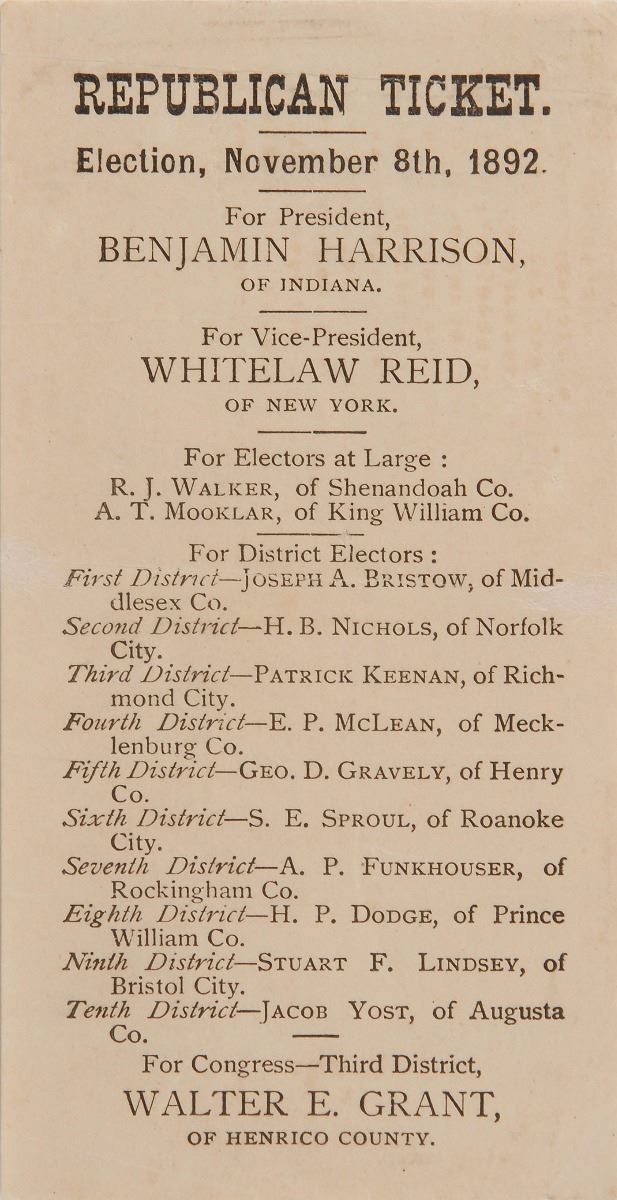 REPUBLICAN TICKET.
Election, November 8th, 1892.
For President,
BENJAMIN HARRISON,
OF INDIANA.
For Vice-President,
WHITELAW REID,
OF NEW YORK.
For Electors at Large :
R. J. WALKER, of Shenandoah Co.
A. T. MOOKLAR, of King William Co.
For District Electors :
First District—JOSEPH A. BRISTOW, of Mid-
dlesex Co.
Second District—H. B. NICHOLS, of Norfolk
City.
Third District—PATRICK KEENAN, of Rich-
mond City.
Fourth District—E. P. MCLEAN, of Meck-
lenburg Co.
Fifth District—GEO. D. GRAVELY, of Henry
Co.
Sixth District—S. E. SPROUL, of Roanoke
City.
Seventh District—A. P. FUNKHOUSER, of
Rockingham Co.
Eighth District—H. P. DODGE, of Prince
William Co.
Ninth District—STUART F. LINDSEY, of
Bristol City.
Tenth District—JACOB YOST, of Augusta
Co.
For Congress—Third District,
WALTER E. GRANT,
OF HENRICO COUNTY.